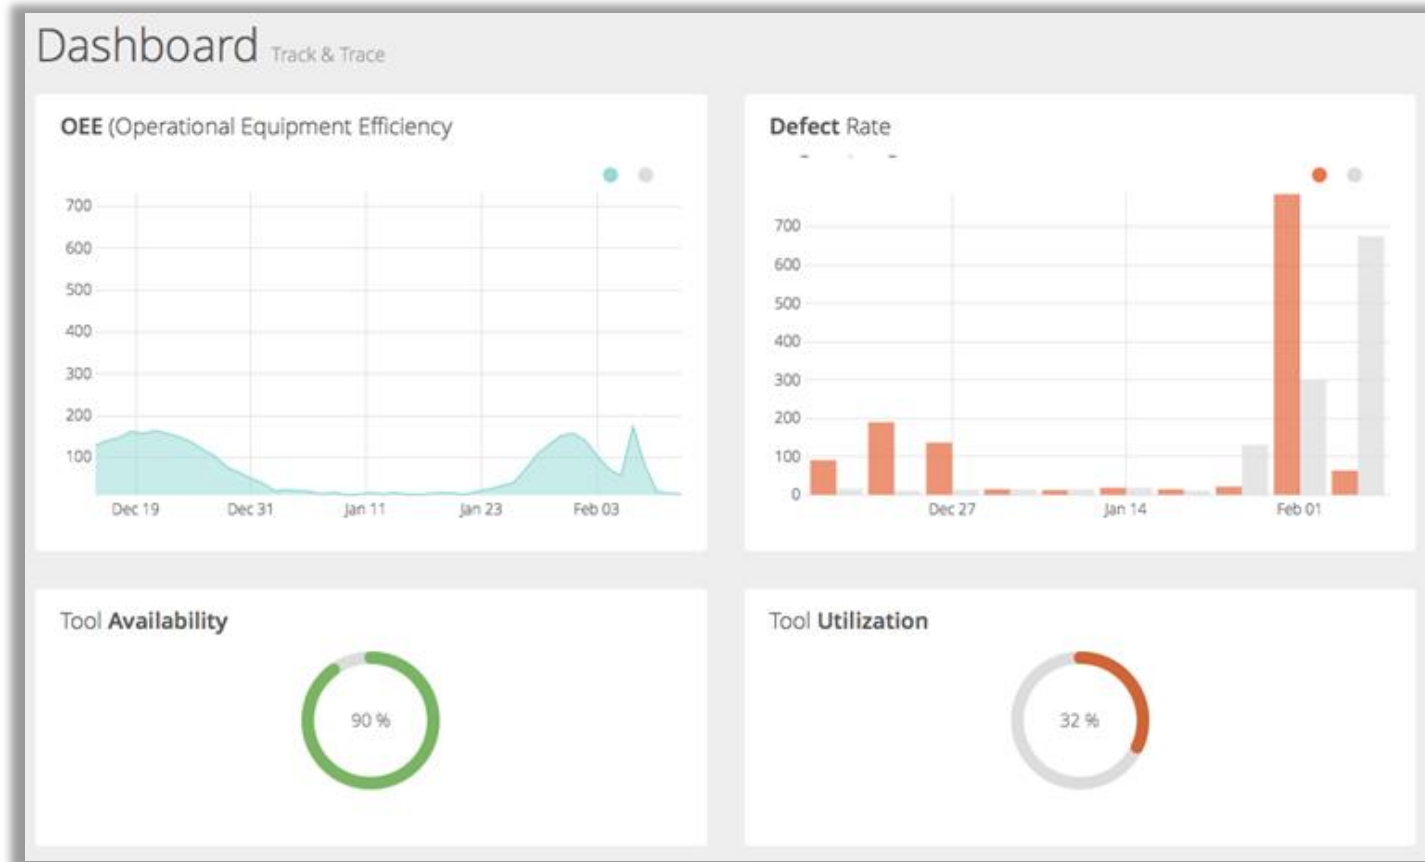 Dashboard Track & Trace
OEE (Operational Equipment Efficiency
700
600
500
400
300
200
100
Dec 19 Dec 31 Jan 11 Jan 23 Feb 03
Defect Rate
700
600
500
400
300
200
100
0
Dec 27 Jan 14 Feb 01
Tool Availability
90 %
Tool Utilization
32 %